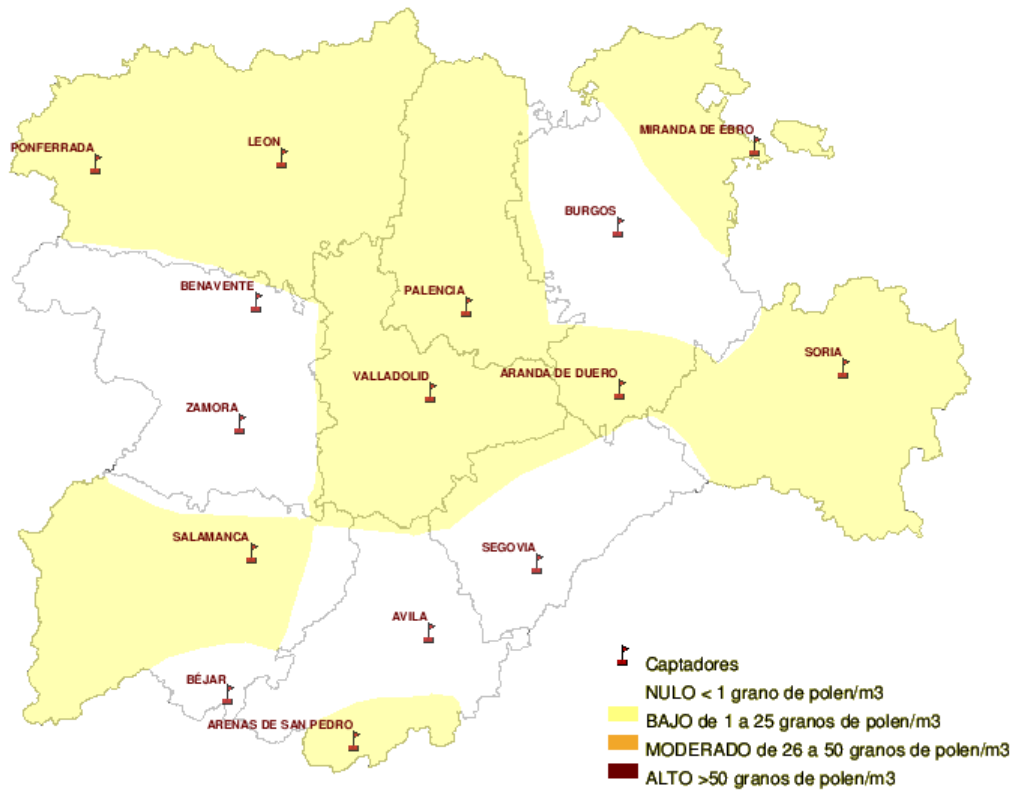 MIRANDA DE EBRO
LEON
PONFERRADA
BURGOS
BENAVENTE
PALENCIA
SORIA
VALLADOLID
ARANDA DE DUERO
ZAMORA
SALAMANCA
SEGOVIA
AVILA
BÉJAR
ARENAS DE SAN PEDRO
Captadores
NULO < 1 grano de polen/m3
BAJO de 1 a 25 granos de polen/m3
MODERADO de 26 a 50 granos de polen/m3
ALTO >50 granos de polen/m3